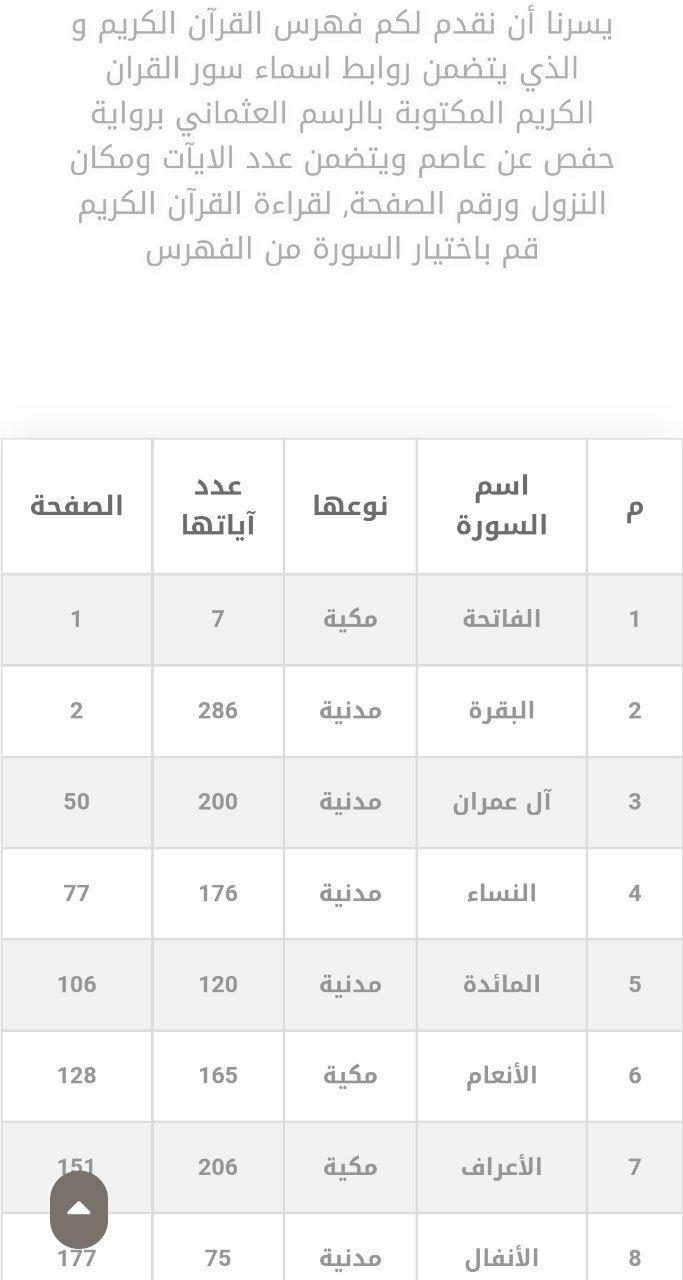 يسرنا أن نقدم لكم فهرس القرآن الكريم و
الذي يتضمن روابط اسماء سور القران
الكريم المكتوبة بالرسم العثماني برواية
حفص عن عاصم ويتضمن عدد الايآت ومكان
النزول ورقم الصفحة, لقراءة القرآن الكريم
قم باختيار السورة من الفهرس
م اسم السورة نوعها عدد آياتها الصفحة
1 الفاتحة مكية 7 1
2 البقرة مدنية 286 2
3 آل عمران مدنية 200 50
4 النساء مدنية 176 77
5 المائدة مدنية 120 106
6 الأنعام مكية 165 128
7 الأعراف مكية 206 151
8 الأنفال مدنية 75 177